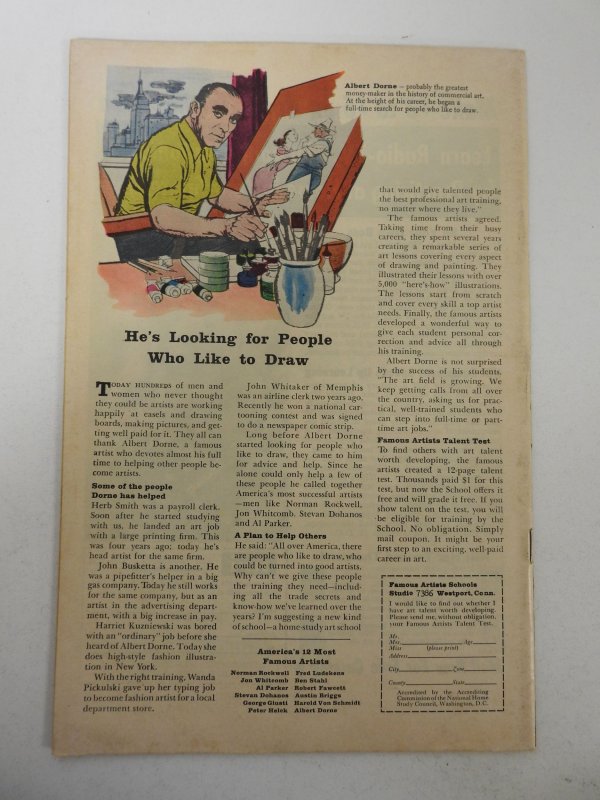 Albert Dorne — probably the greatest
money-maker in the history of commercial art.
At the height of his career, he began a
full-time search for people who like to draw.
He's Looking for People
Who Like to Draw
TODAY HUNDREDS of men and
women who never thought
they could be artists are working
happily at easels and drawing
boards, making pictures, and get-
ting well paid for it. They all can
thank Albert Dorne, a famous
artist who devotes almost his full
time to helping other people be-
come artists.
Some of the people
Dorne has helped
Herb Smith was a payroll clerk.
Soon after he started studying
with us, he landed an art job
with a large printing firm. This
was four years ago; today he's
head artist for the same firm.
John Busketta is another. He
was a pipefitter's helper in a big
gas company. Today he still works
for the same company, but as an
artist in the advertising depart-
ment, with a big increase in pay.
Harriet Kuzniewski was bored
with an "ordinary" job before she
heard of Albert Dorne. Today she
does high-style fashion illustra-
tion in New York.
With the right training, Wanda
Pickulski gave up her typing job
to become fashion artist for a local
department store.
John Whitaker of Memphis
was an airline clerk two years ago.
Recently he won a national car-
tooning contest and was signed
to do a newspaper comic strip.
Long before Albert Dorne
started looking for people who
like to draw, they came to him
for advice and help. Since he
alone could only help a few of
these people he called together
America's most successful artists
—men like Norman Rockwell,
Jon Whitcomb, Stevan Dohanos
and Al Parker.
A Plan to Help Others
He said: "All over America, there
are people who like to draw, who
could be turned into good artists.
Why can't we give these people
the training they need—includ-
ing all the trade secrets and
know-how we've learned over the
years? I'm suggesting a new kind
of school—a home-study art school
America's 12 Most
Famous Artists
Norman Rockwell Fred Ludekens
Jon Whitcomb Ben Stahl
Al Parker Robert Fawcett
Stevan Dohanos Austin Briggs
George Giusti Harold Von Schmidt
Peter Helck Albert Dorne
that would give talented people
the best professional art training,
no matter where they live."
The famous artists agreed.
Taking time from their busy
careers, they spent several years
creating a remarkable series of
art lessons covering every aspect
of drawing and painting. They
illustrated their lessons with over
5,000 "here's-how" illustrations.
The lessons start from scratch
and cover every skill a top artist
needs. Finally, the famous artists
developed a wonderful way to
give each student personal cor-
rection and advice all through
his training.
Albert Dorne is not surprised
by the success of his students.
"The art field is growing. We
keep getting calls from all over
the country, asking us for prac-
tical, well-trained students who
can step into full-time or part-
time art jobs."
Famous Artists Talent Test
To find others with art talent
worth developing, the famous
artists created a 12-page talent
test. Thousands paid $1 for this
test, but now the School offers it
free and will grade it free. If you
show talent on the test, you will
be eligible for training by the
School. No obligation. Simply
mail coupon. It might be your
first step to an exciting, well-paid
career in art.
Famous Artists Schools
Studio 7386 Westport, Conn.
I would like to find out whether I
have art talent worth developing.
Please send me, without obligation,
your Famous Artists Talent Test.
Mr.
Mrs. Age
Miss (please print)
Address
City Zone
County State
Accredited by the Accrediting
Commission of the National Home
Study Council, Washington, D.C.